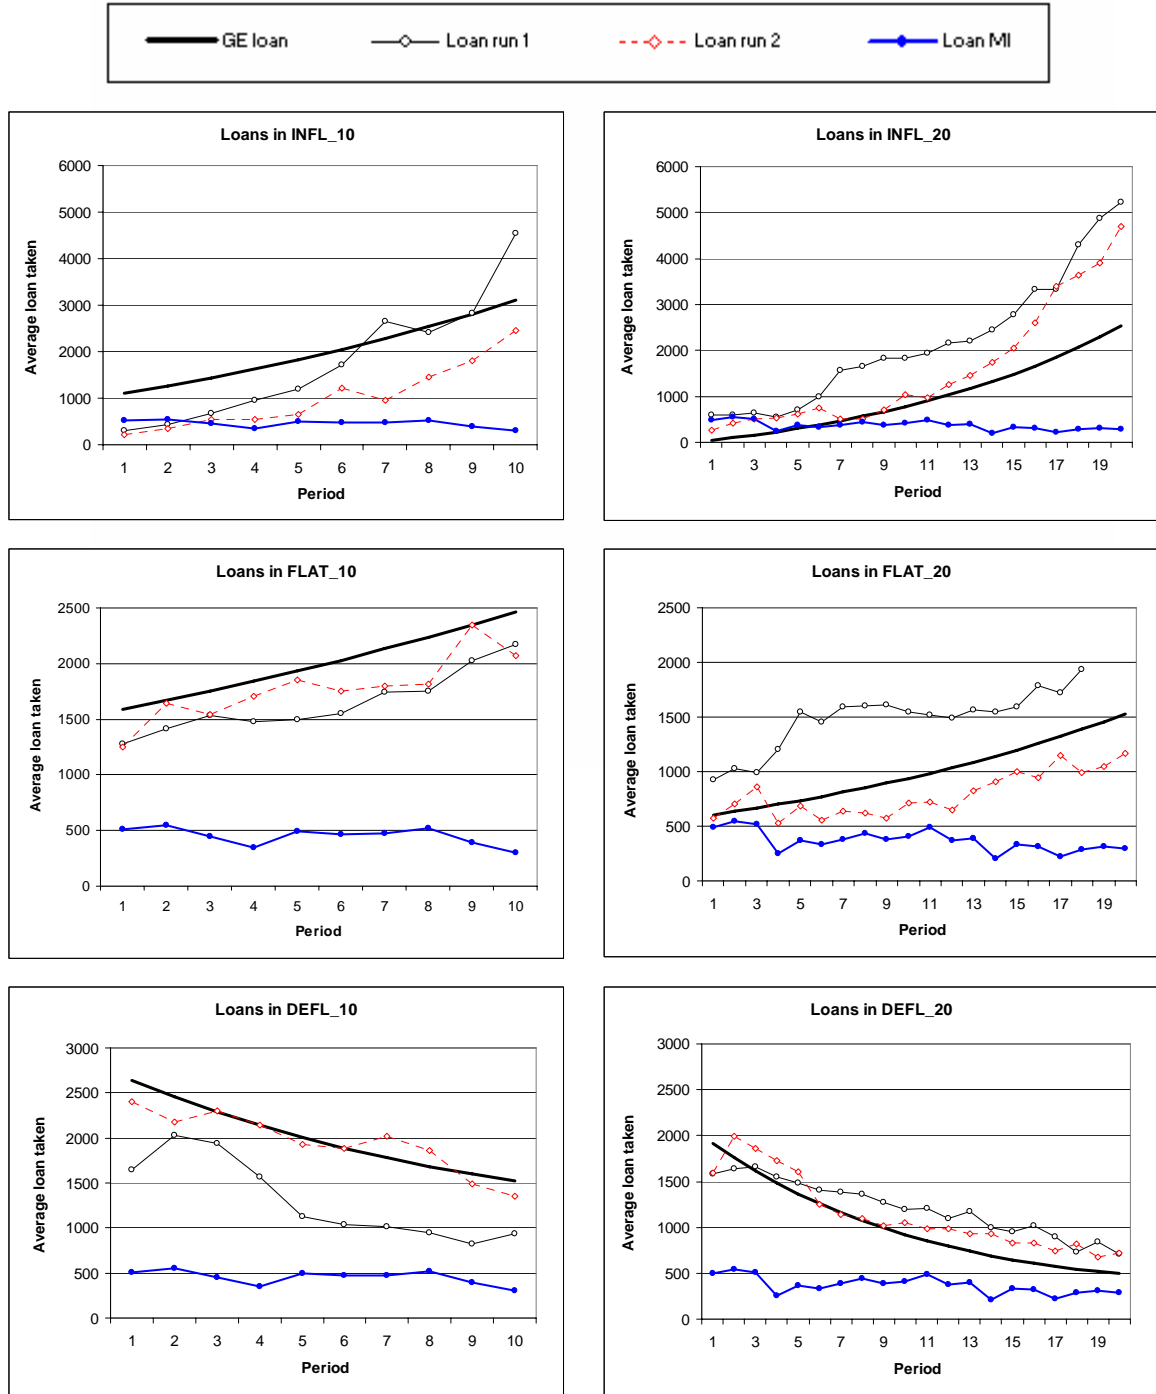 GE loan Loan run 1 Loan run 2 Loan MI
Loans in INFL_10
Average loan taken
6000
5000
4000
3000
2000
1000
0
1 2 3 4 5 6 7 8 9 10
Period
Loans in INFL_20
Average loan taken
6000
5000
4000
3000
2000
1000
0
1 3 5 7 9 11 13 15 17 19
Period
Loans in FLAT_10
Average loan taken
2500
2000
1500
1000
500
0
1 2 3 4 5 6 7 8 9 10
Period
Loans in FLAT_20
Average loan taken
2500
2000
1500
1000
500
0
1 3 5 7 9 11 13 15 17 19
Period
Loans in DEFL_10
Average loan taken
3000
2500
2000
1500
1000
500
0
1 2 3 4 5 6 7 8 9 10
Period
Loans in DEFL_20
Average loan taken
3000
2500
2000
1500
1000
500
0
1 3 5 7 9 11 13 15 17 19
Period